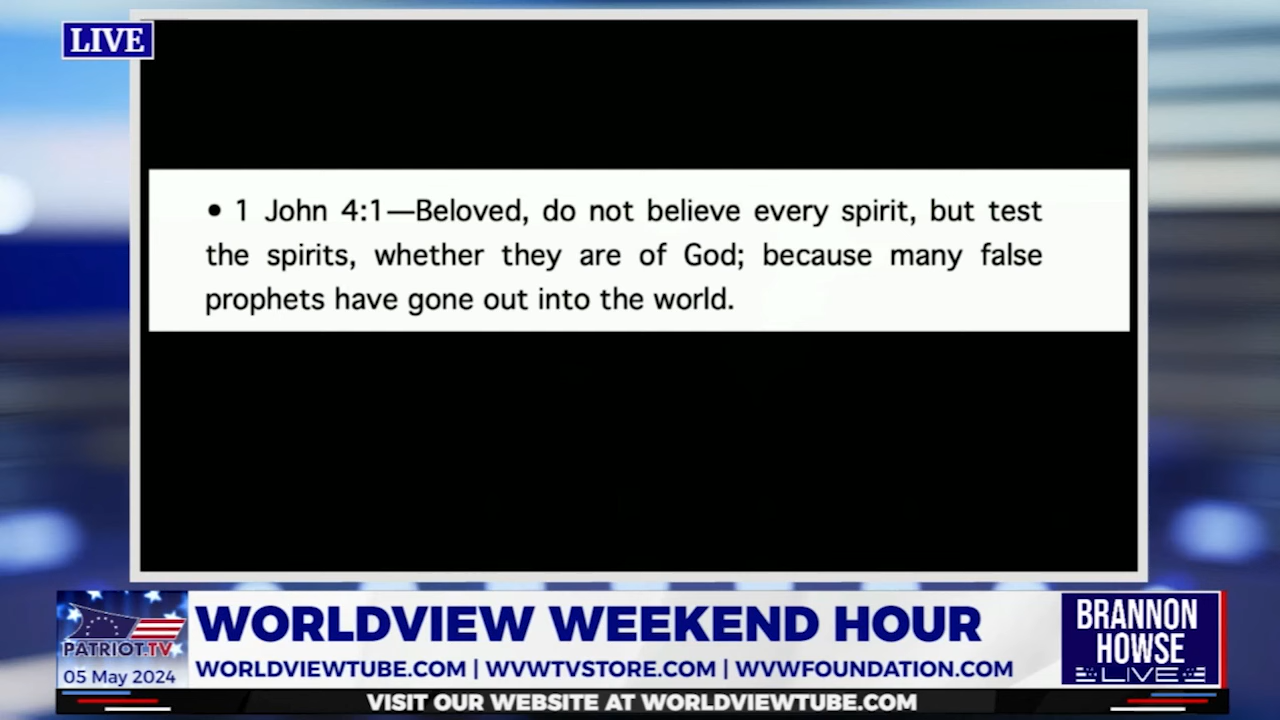 LIVE
• 1 John 4:1—Beloved, do not believe every spirit, but test
the spirits, whether they are of God; because many false
prophets have gone out into the world.
WORLDVIEW WEEKEND HOUR
WORLDVIEWTUBE.COM | WVWTVSTORE.COM | WVWFOUNDATION.COM
PATRIOT.TV
05 May 2024
BRANNON
HOWSE
LIVE
VISIT OUR WEBSITE AT WORLDVIEWTUBE.COM